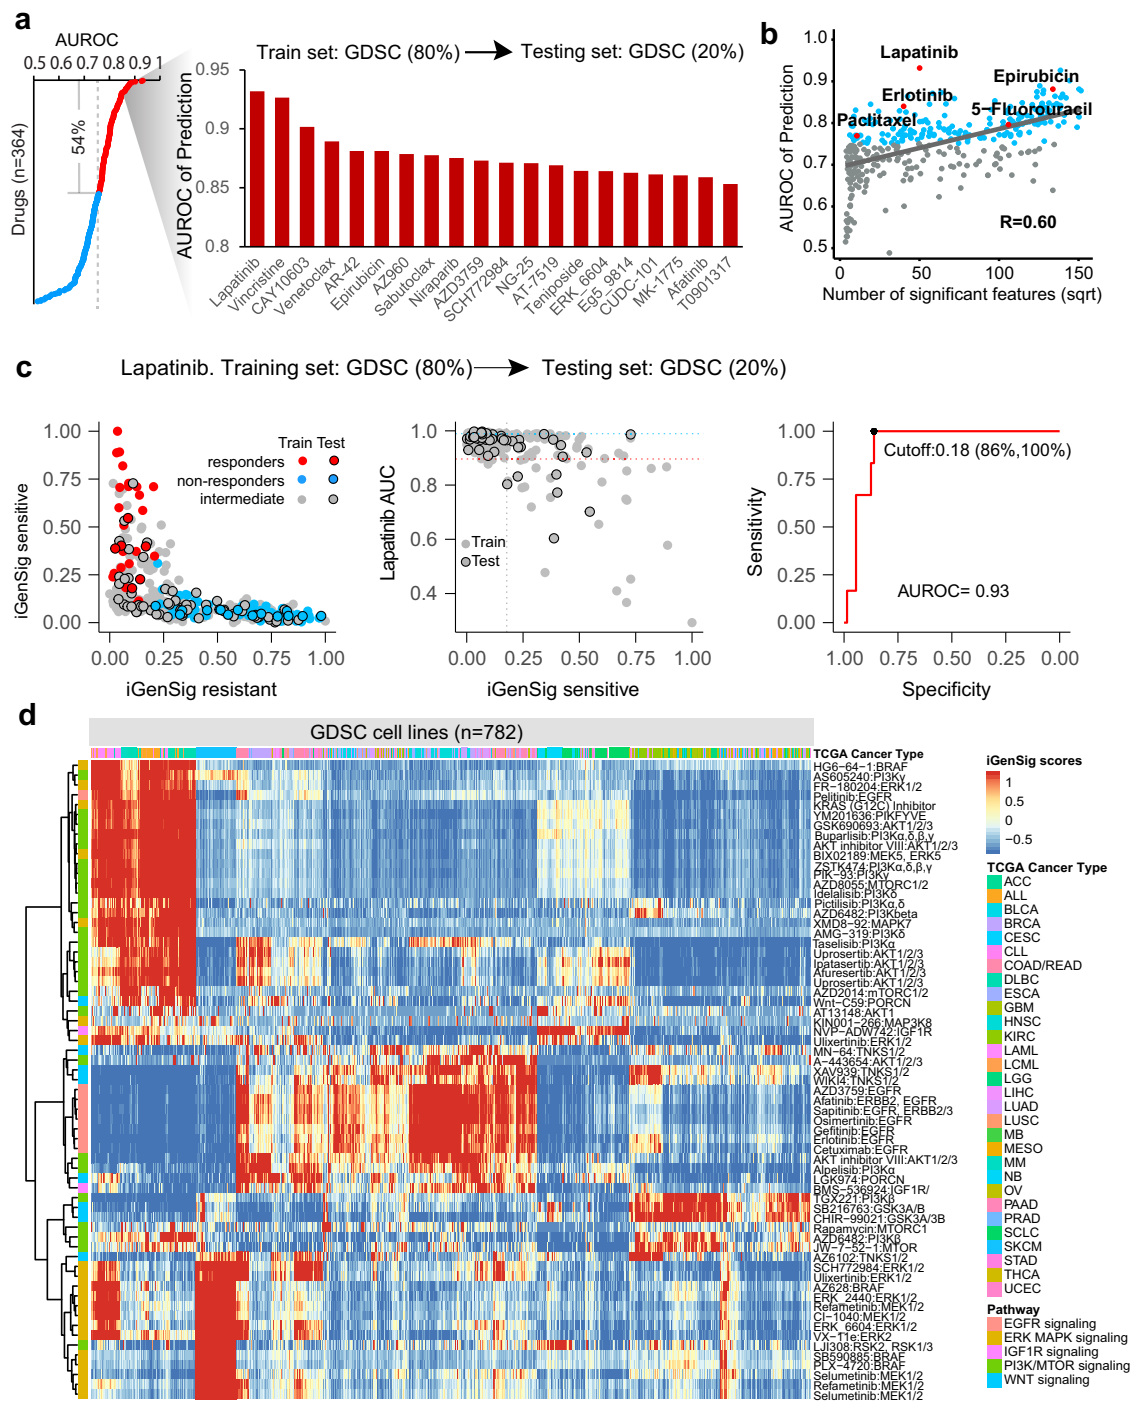 a
AUROC
0.5 0.6 0.7 0.8 0.9 1
Drugs (n=364)
54%
Train set: GDSC (80%)
Testing set: GDSC (20%)
AUROC of Prediction
0.95
0.9
0.85
0.8
Lapatinib
Vincristine
CAY10603
Venetoclax
AR-42
Epirubicin
AZ960
Sabutoclax
Niraparib
AZD3759
SCH772984
NG-25
AT-7519
Teniposide
ERK_6604
Eg5_9814
CUDC-101
MK-1775
Afatinib
T0901317
b
AUROC of Prediction
1.0
0.9
0.8
0.7
0.6
0.5
Lapatinib
Epirubicin
Erlotinib
5−Fluorouracil
Paclitaxel
R=0.60
0 50 100 150
Number of significant features (sqrt)
c
Lapatinib. Training set: GDSC (80%)
Testing set: GDSC (20%)
iGenSig sensitive
1.00
0.75
0.50
0.25
0.00
Train Test
responders
non-responders
intermediate
0.00 0.25 0.50 0.75 1.00
iGenSig resistant
Lapatinib AUC
1.0
0.8
0.6
0.4
Train
Test
0.00 0.25 0.50 0.75 1.00
iGenSig sensitive
Sensitivity
1.00
0.75
0.50
0.25
0.00
Cutoff:0.18 (86%,100%)
AUROC= 0.93
1.00 0.75 0.50 0.25 0.00
Specificity
d
GDSC cell lines (n=782)
TCGA Cancer Type
HG6−64−1:BRAF
AS605240:PI3Kγ
FR−180204:ERK1/2
Pelitinib:EGFR
KRAS (G12C) Inhibitor
YM201636:PIKFYVE
GSK690693:AKT1/2/3
Buparlisib:PI3Kα,δ,β,γ
AKT inhibitor VIII:AKT1/2/3
BIX02189:MEK5, ERK5
ZSTK474:PI3Kα,δ,β,γ
PIK−93:PI3Kγ
AZD8055:MTORC1/2
Idelalisib:PI3Kδ
Pictilisib:PI3Kα,δ
AZD6482:PI3Kbeta
XMD8−92:MAPK7
AMG−319:PI3Kδ
Taselisib:PI3Kα
Uprosertib:AKT1/2/3
Ipatasertib:AKT1/2/3
Afuresertib:AKT1/2/3
Uprosertib:AKT1/2/3
AZD2014:mTORC1/2
Wnt−C59:PORCN
AT13148:AKT1
KIN001−266:MAP3K8
NVP−ADW742:IGF1R
Ulixertinib:ERK1/2
MN−64:TNKS1/2
A−443654:AKT1/2/3
XAV939:TNKS1/2
WIKI4:TNKS1/2
AZD3759:EGFR
Afatinib:ERBB2, EGFR
Sapitinib:EGFR, ERBB2/3
Osimertinib:EGFR
Gefitinib:EGFR
Erlotinib:EGFR
Cetuximab:EGFR
AKT inhibitor VIII:AKT1/2/3
Alpelisib:PI3Kα
LGK974:PORCN
BMS−536924:IGF1R/
TGX221:PI3Kβ
SB216763:GSK3A/B
CHIR−99021:GSK3A/3B
Rapamycin:MTORC1
AZD6482:PI3Kβ
JW−7−52−1:MTOR
AZ6102:TNKS1/2
SCH772984:ERK1/2
Ulixertinib:ERK1/2
AZ628:BRAF
ERK_2440:ERK1/2
Refametinib:MEK1/2
CI−1040:MEK1/2
ERK_6604:ERK1/2
VX−11e:ERK2
LJI308:RSK2, RSK1/3
SB590885:BRAF
PLX−4720:BRAF
Selumetinib:MEK1/2
Refametinib:MEK1/2
Selumetinib:MEK1/2
iGenSig scores
1
0.5
0
−0.5
TCGA Cancer Type
ACC
ALL
BLCA
BRCA
CESC
CLL
COAD/READ
DLBC
ESCA
GBM
HNSC
KIRC
LAML
LCML
LGG
LIHC
LUAD
LUSC
MB
MESO
MM
NB
OV
PAAD
PRAD
SCLC
SKCM
STAD
THCA
UCEC
Pathway
EGFR signaling
ERK MAPK signaling
IGF1R signaling
PI3K/MTOR signaling
WNT signaling